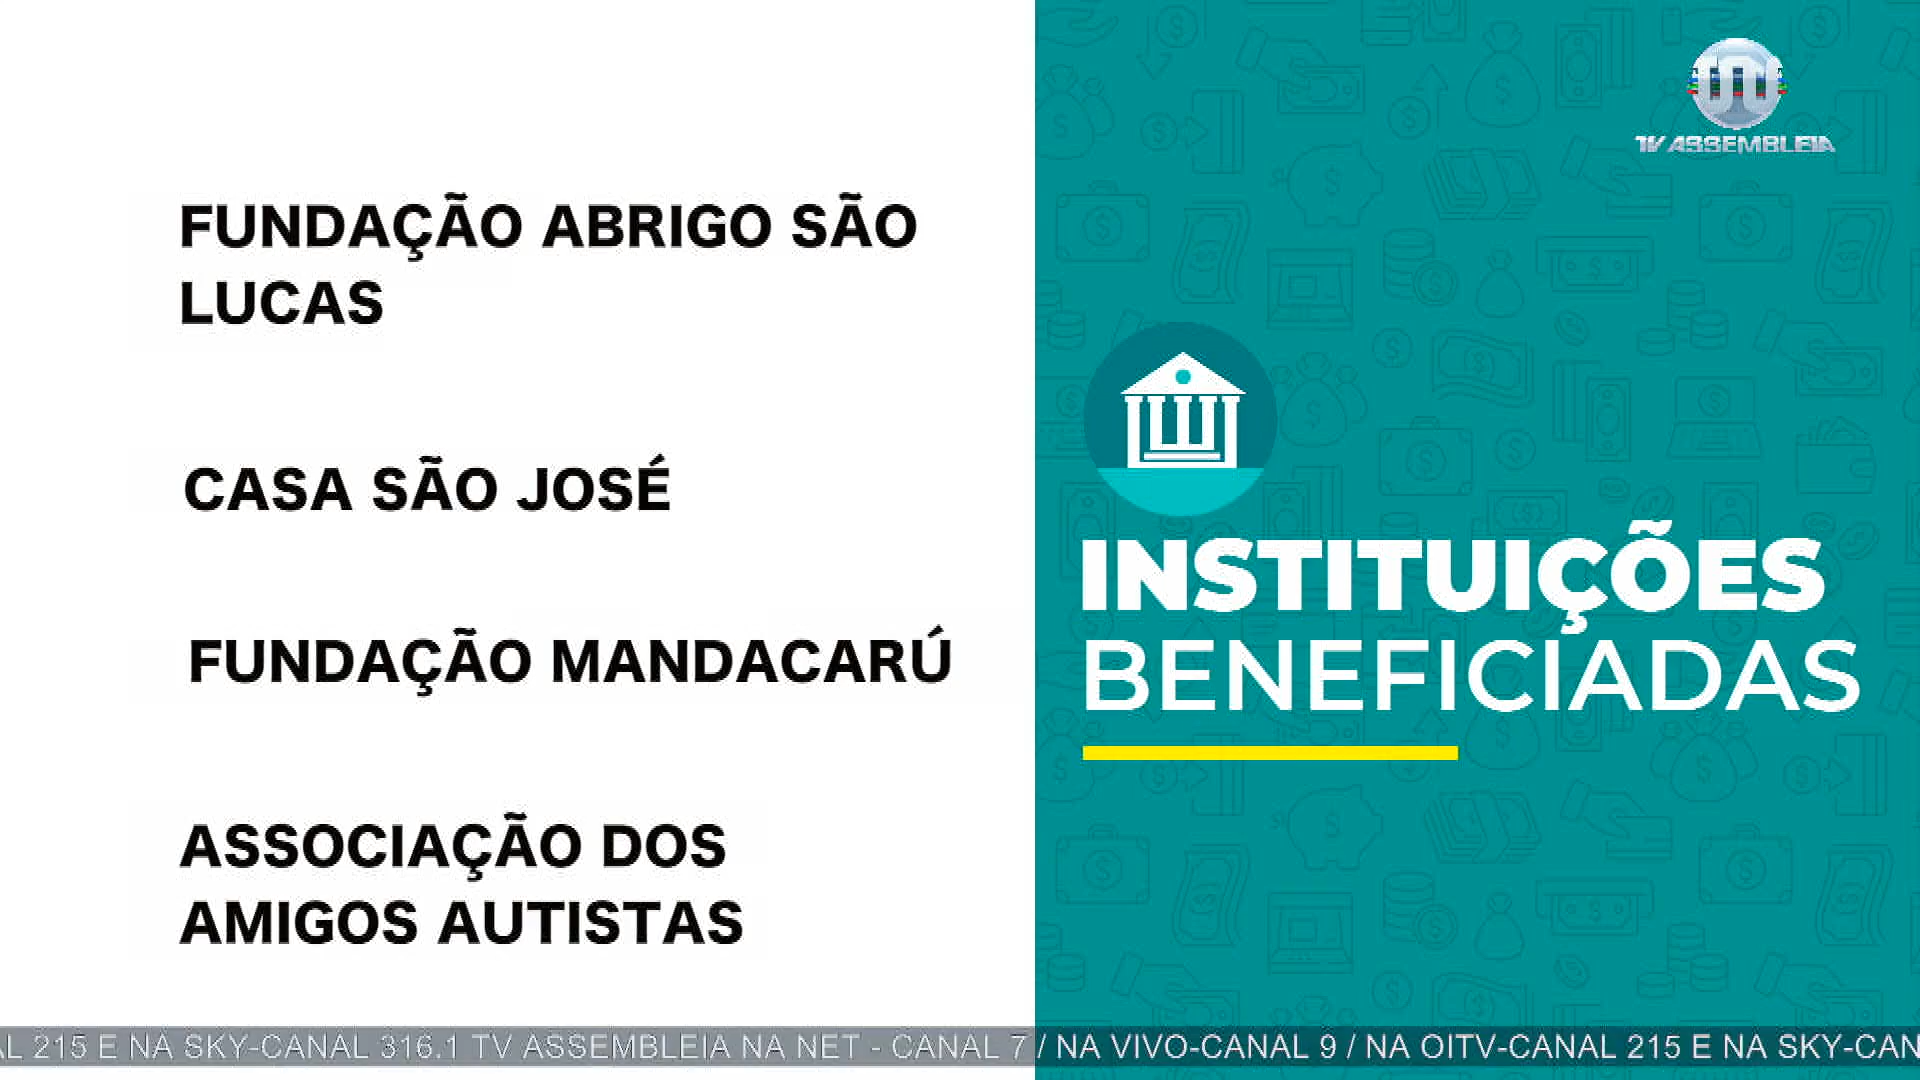 FUNDAÇÃO ABRIGO SÃO
LUCAS
CASA SÃO JOSÉ
FUNDAÇÃO MANDACARÚ
ASSOCIAÇÃO DOS
AMIGOS AUTISTAS
TV ASSEMBLEIA
INSTITUIÇÕES
BENEFICIADAS
AL 215 E NA SKY-CANAL 316.1 TV ASSEMBLEIA NA NET - CANAL 7 / NA VIVO-CANAL 9 / NA OITV-CANAL 215 E NA SKY-CAN